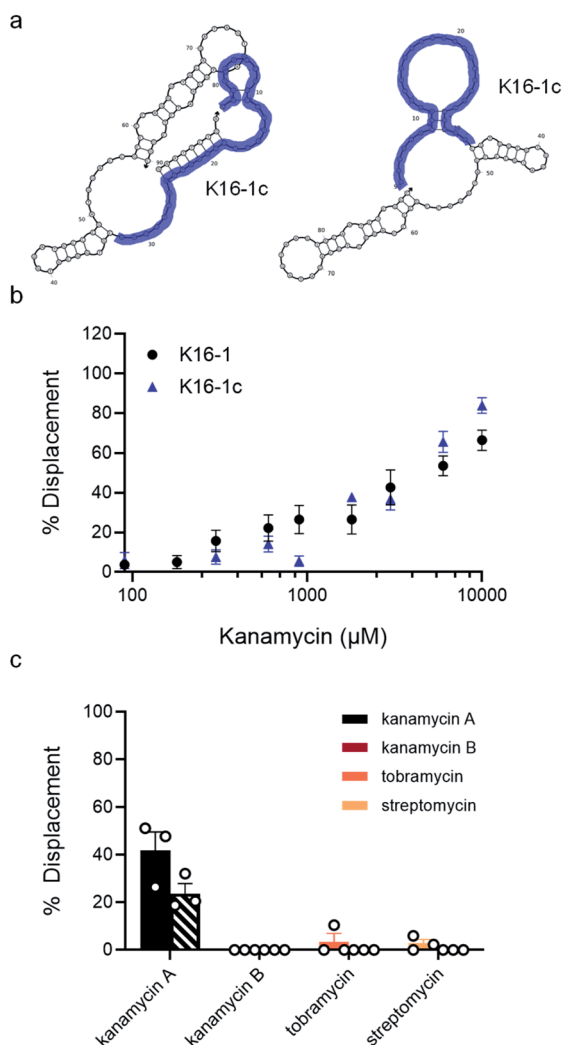 a
70
80
10
60
90
20
K16-1c
50
30
40
20
K16-1c
10
40
50
90
80
60
70
b
120
K16-1
100
K16-1c
80
60
40
20
0
% Displacement
100
1000
10000
Kanamycin (µM)
c
100
kanamycin A
80
kanamycin B
60
tobramycin
40
streptomycin
20
0
% Displacement
kanamycin A
kanamycin B
tobramycin
streptomycin